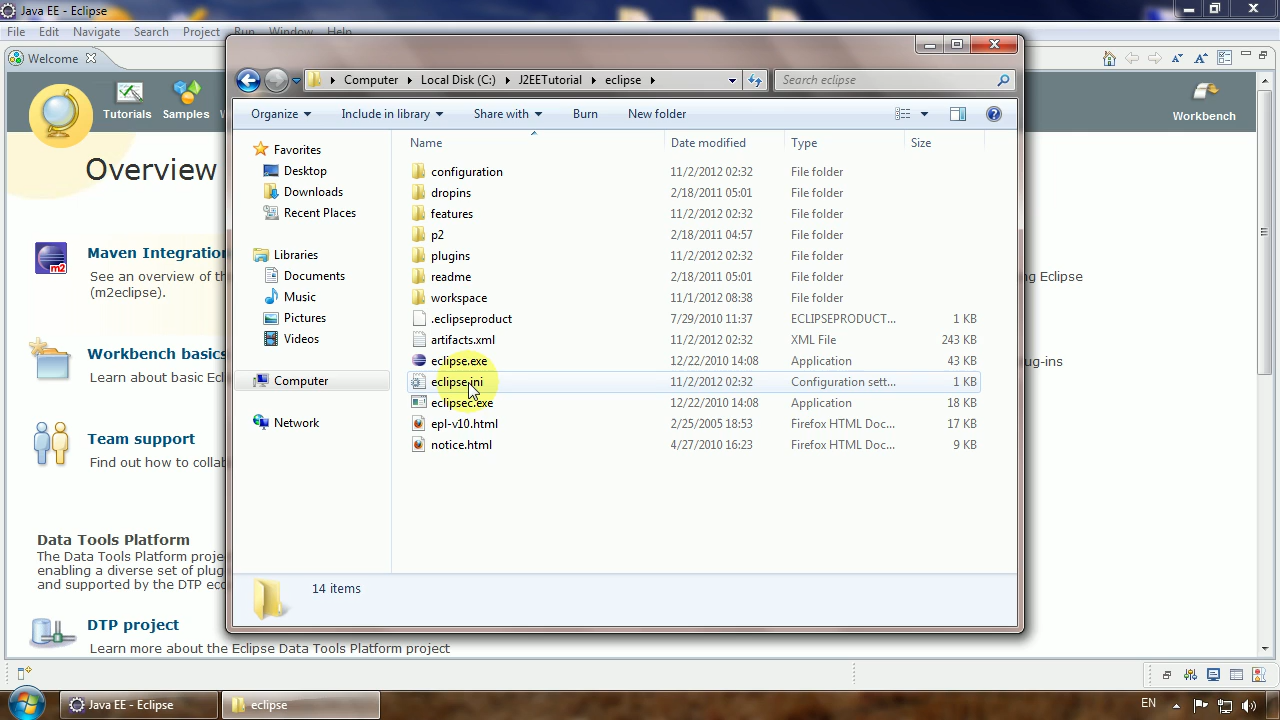 Java EE - Eclipse
File Edit Navigate Search Project Run Window Help
Welcome
Tutorials Samples
Workbench
Overview
Maven Integration
See an overview of th
(m2eclipse).
Workbench basics
Learn about basic Ecl
Team support
Find out how to collab
Data Tools Platform
The Data Tools Platform proje
enabling a diverse set of plug
and supported by the DTP eco
DTP project
Learn more about the Eclipse Data Tools Platform project
ng Eclipse
ug-ins
Computer Local Disk (C:) J2EETutorial eclipse
Search eclipse
Organize Include in library Share with Burn New folder
Favorites
Desktop
Downloads
Recent Places
Libraries
Documents
Music
Pictures
Videos
Computer
Network
Name Date modified Type Size
configuration 11/2/2012 02:32 File folder
dropins 2/18/2011 05:01 File folder
features 11/2/2012 02:32 File folder
p2 2/18/2011 04:57 File folder
plugins 11/2/2012 02:32 File folder
readme 2/18/2011 05:01 File folder
workspace 11/1/2012 08:38 File folder
.eclipseproduct 7/29/2010 11:37 ECLIPSEPRODUCT... 1 KB
artifacts.xml 11/2/2012 02:32 XML File 243 KB
eclipse.exe 12/22/2010 14:08 Application 43 KB
eclipse.ini 11/2/2012 02:32 Configuration sett... 1 KB
eclipsec.exe 12/22/2010 14:08 Application 18 KB
epl-v10.html 2/25/2005 18:53 Firefox HTML Doc... 17 KB
notice.html 4/27/2010 16:23 Firefox HTML Doc... 9 KB
14 items
Java EE - Eclipse
eclipse
EN